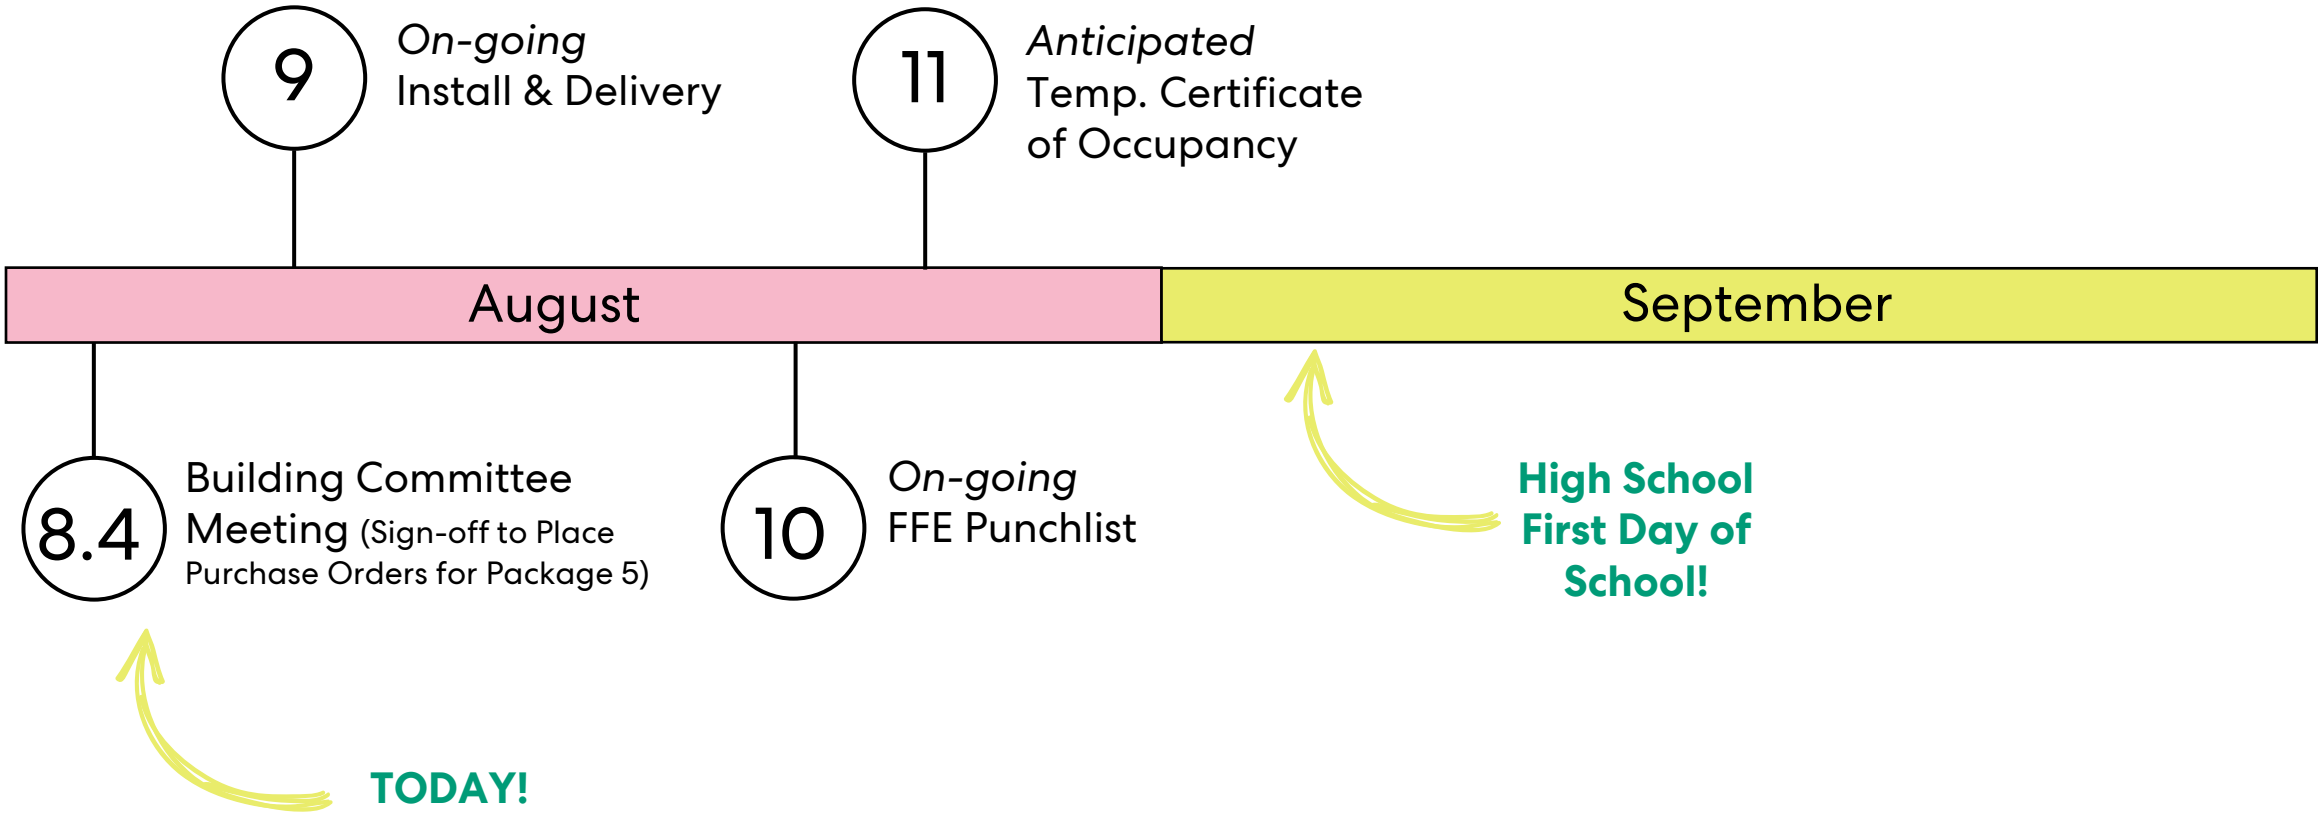 9
On-going
Install & Delivery
11
Anticipated
Temp. Certificate
of Occupancy
August
September
8.4
Building Committee
Meeting (Sign-off to Place
Purchase Orders for Package 5)
10
On-going
FFE Punchlist
High School
First Day of
School!
TODAY!